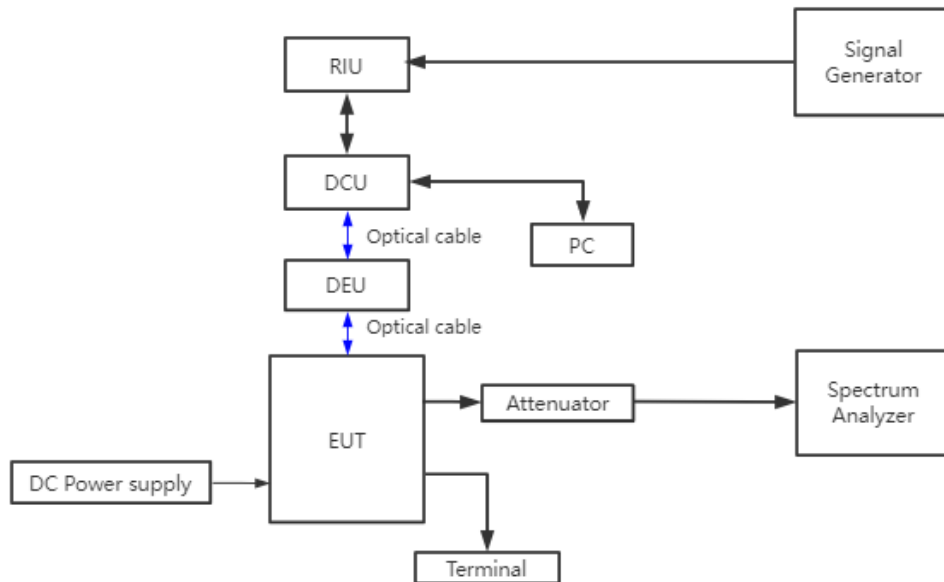 RIU
Signal
Generator
DCU
PC
Optical cable
DEU
Optical cable
EUT
Attenuator
Spectrum
Analyzer
DC Power supply
Terminal